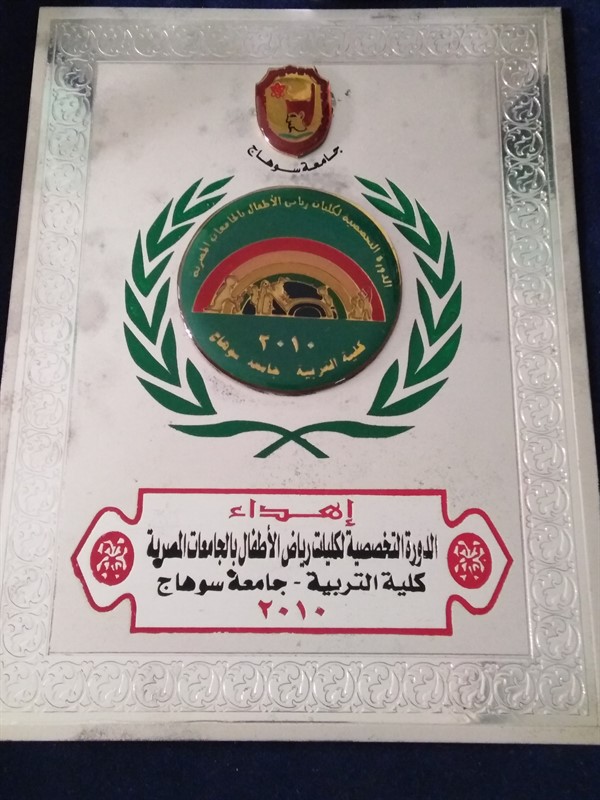 جامعة سوهاج
الدورة التخصصية لكليات رياض الأطفال بالجامعات المصرية
٢٠١٠
كلية التربية جامعة سوهاج
إهداء
الدورة التخصصية لكليات رياض الأطفال بالجامعات المصرية
كلية التربية - جامعة سوهاج
٢٠١٠